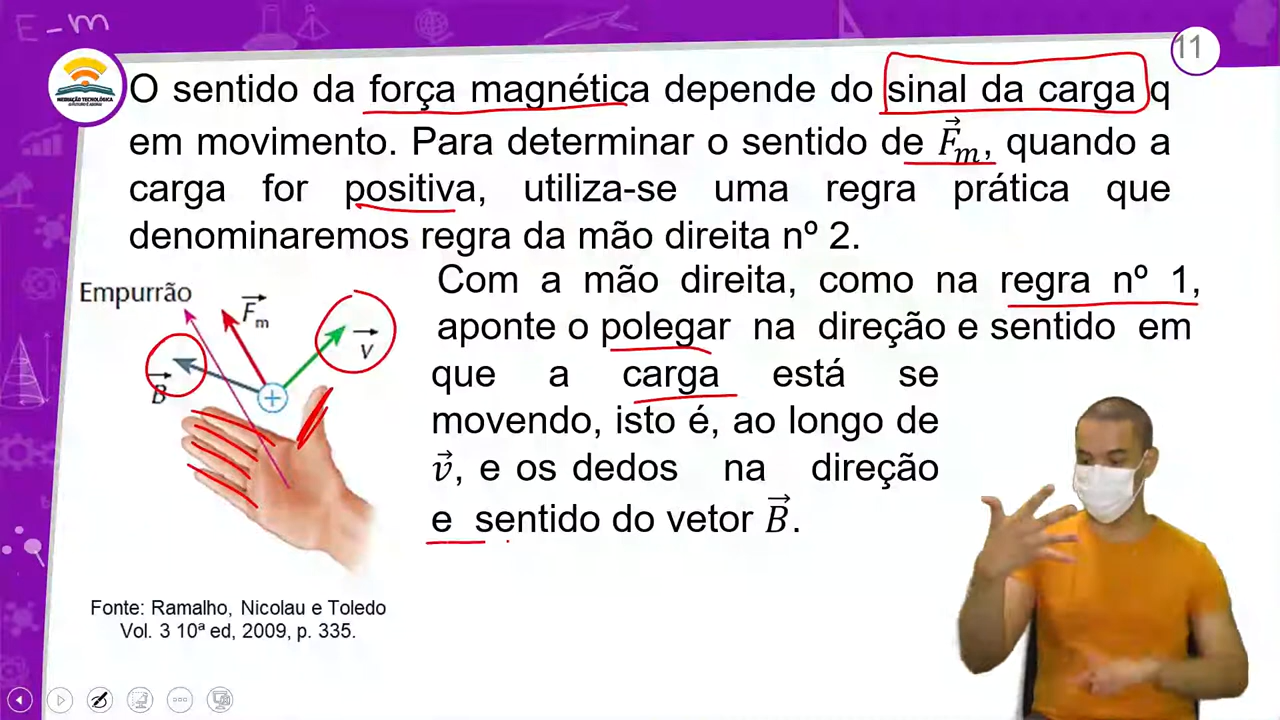 E-m
11
MEDIAÇÃO TECNOLÓGICA
O sentido da força magnética depende do sinal da carga q
em movimento. Para determinar o sentido de F⃗m, quando a
carga for positiva, utiliza-se uma regra prática que
denominaremos regra da mão direita nº 2.
Empurrão
F⃗m
V⃗
B⃗
+
Com a mão direita, como na regra nº 1,
aponte o polegar na direção e sentido em
que a carga está se
movendo, isto é, ao longo de
v⃗, e os dedos na direção
e sentido do vetor B⃗.
Fonte: Ramalho, Nicolau e Toledo
Vol. 3 10ª ed, 2009, p. 335.